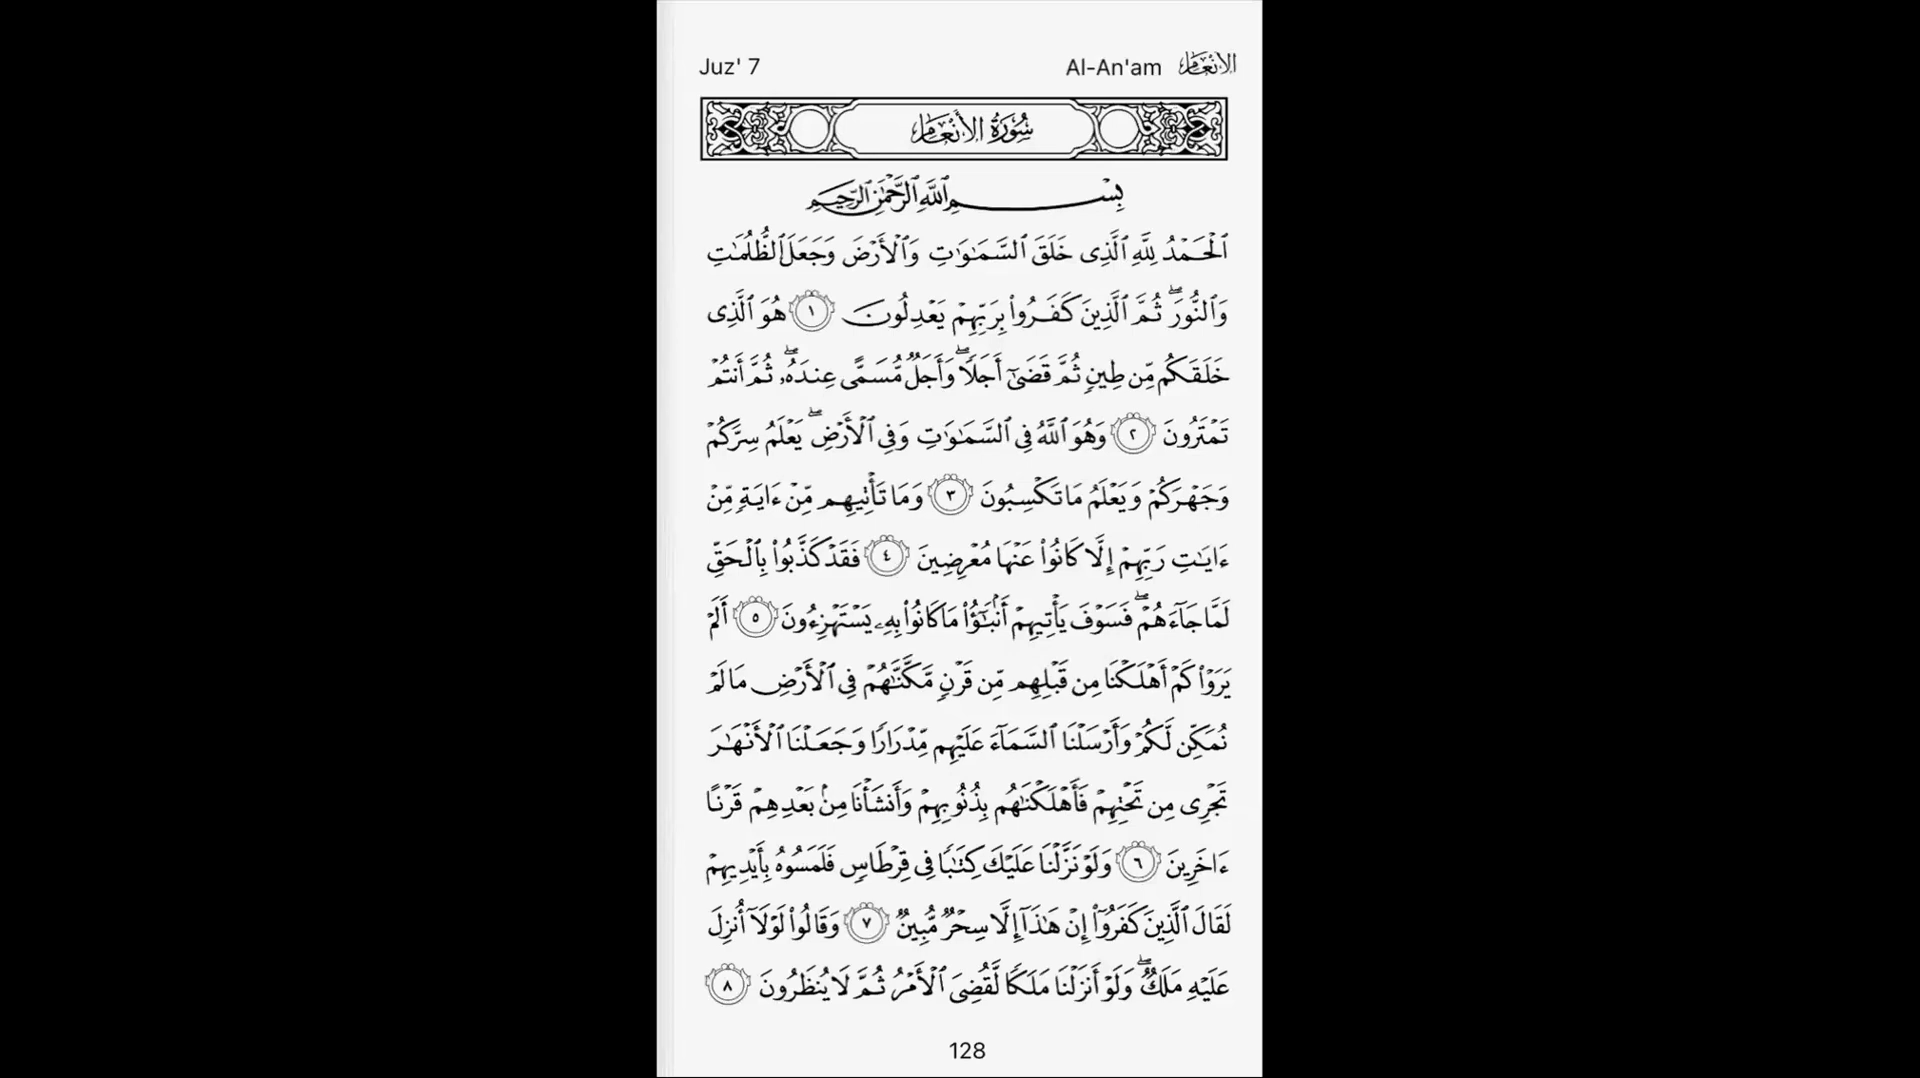 Juz' 7
Al-An'am الأنعام
سُورَةُ الأَنْعَامِ
بِسْمِ ٱللَّهِ ٱلرَّحْمَٰنِ ٱلرَّحِيمِ
ٱلْحَمْدُ لِلَّهِ ٱلَّذِى خَلَقَ ٱلسَّمَٰوَٰتِ وَٱلْأَرْضَ وَجَعَلَ ٱلظُّلُمَٰتِ
وَٱلنُّورَ ۖ ثُمَّ ٱلَّذِينَ كَفَرُوا۟ بِرَبِّهِمْ يَعْدِلُونَ ١ هُوَ ٱلَّذِى
خَلَقَكُم مِّن طِينٍ ثُمَّ قَضَىٰٓ أَجَلًا ۖ وَأَجَلٌ مُّسَمًّى عِندَهُۥ ۖ ثُمَّ أَنتُمْ
تَمْتَرُونَ ٢ وَهُوَ ٱللَّهُ فِى ٱلسَّمَٰوَٰتِ وَفِى ٱلْأَرْضِ ۖ يَعْلَمُ سِرَّكُمْ
وَجَهْرَكُمْ وَيَعْلَمُ مَا تَكْسِبُونَ ٣ وَمَا تَأْتِيهِم مِّنْ ءَايَةٍ مِّنْ
ءَايَٰتِ رَبِّهِمْ إِلَّا كَانُوا۟ عَنْهَا مُعْرِضِينَ ٤ فَقَدْ كَذَّبُوا۟ بِٱلْحَقِّ
لَمَّا جَآءَهُمْ ۖ فَسَوْفَ يَأْتِيهِمْ أَنۢبَٰٓؤُا۟ مَا كَانُوا۟ بِهِۦ يَسْتَهْزِءُونَ ٥ أَلَمْ
يَرَوْا۟ كَمْ أَهْلَكْنَا مِن قَبْلِهِم مِّن قَرْنٍ مَّكَّنَّٰهُمْ فِى ٱلْأَرْضِ مَا لَمْ
نُمَكِّن لَّكُمْ وَأَرْسَلْنَا ٱلسَّمَآءَ عَلَيْهِم مِّدْرَارًا وَجَعَلْنَا ٱلْأَنْهَٰرَ
تَجْرِى مِن تَحْتِهِمْ فَأَهْلَكْنَٰهُم بِذُنُوبِهِمْ وَأَنشَأْنَا مِنۢ بَعْدِهِمْ قَرْنًا
ءَاخَرِينَ ٦ وَلَوْ نَزَّلْنَا عَلَيْكَ كِتَٰبًا فِى قِرْطَاسٍ فَلَمَسُوهُ بِأَيْدِيهِمْ
لَقَالَ ٱلَّذِينَ كَفَرُوٓا۟ إِنْ هَٰذَآ إِلَّا سِحْرٌ مُّبِينٌ ٧ وَقَالُوا۟ لَوْلَآ أُنزِلَ
عَلَيْهِ مَلَكٌ ۖ وَلَوْ أَنزَلْنَا مَلَكًا لَّقُضِىَ ٱلْأَمْرُ ثُمَّ لَا يُنظَرُونَ ٨
128